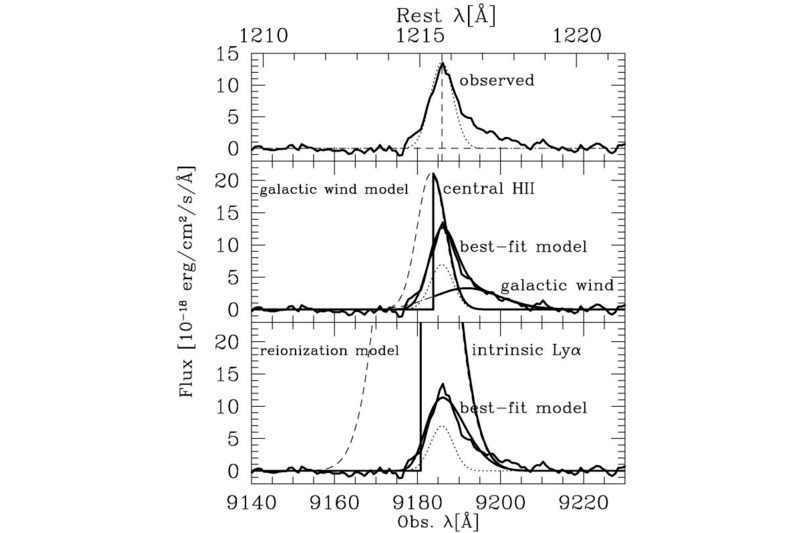 Rest λ[Å]
1210 1215 1220
15
10
5
0
observed
20
15
10
5
0
galactic wind model
central HII
best-fit model
galactic wind
20
15
10
5
0
reionization model
intrinsic Lyα
best-fit model
Flux [10⁻¹⁸ erg/cm²/s/Å]
9140 9160 9180 9200 9220
Obs. λ[Å]